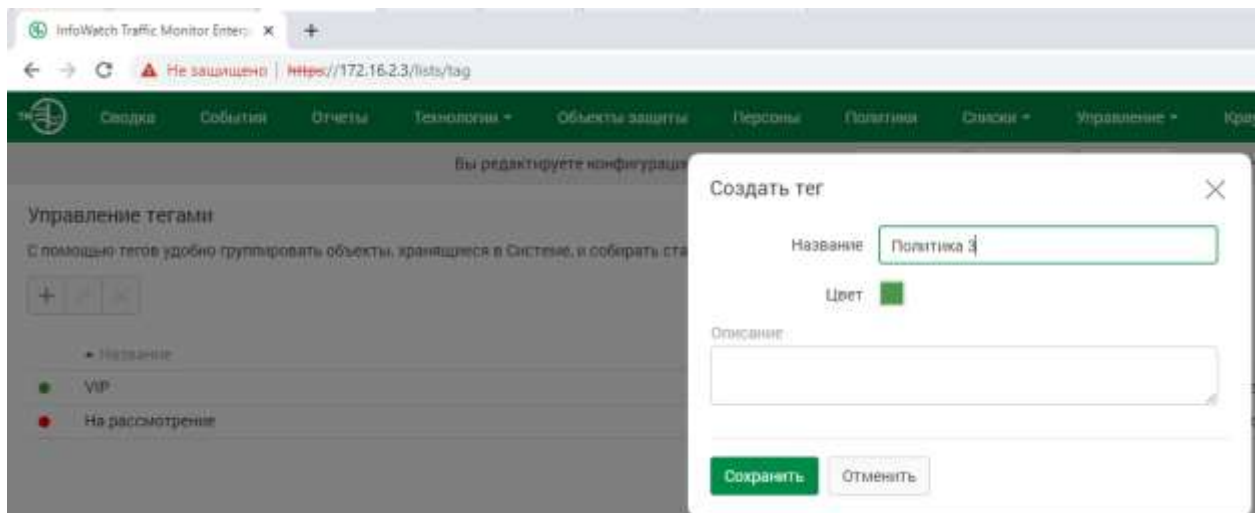 InfoWatch Traffic Monitor Enter
Не защищено | https://172.16.2.3/lists/tag
Сводка События Отчеты Технологии Объекты защиты Персоны Политики Списки Управление
Вы редактируете конфигурац
Управление тегами
С помощью тегов удобно группировать объекты, хранящиеся в Системе, и собирать ста
Название
VIP
На рассмотрение
Создать тег
Название Политика 3
Цвет
Описание
Сохранить Отменить